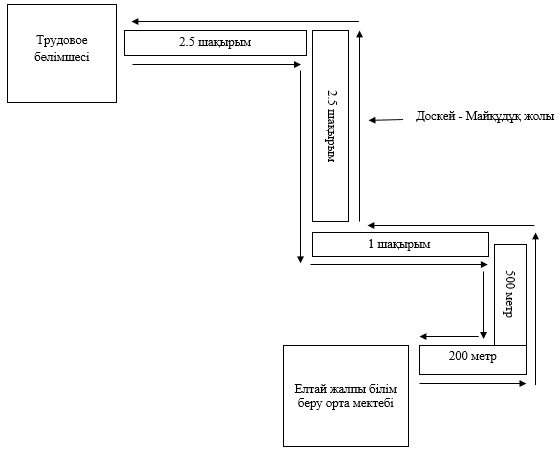 Трудовое
бөлімшесі
2.5 шақырым
2.5 шақырым
Доскей - Майқұдұқ жолы
1 шақырым
500 метр
200 метр
Елтай жалпы білім
беру орта мектебі